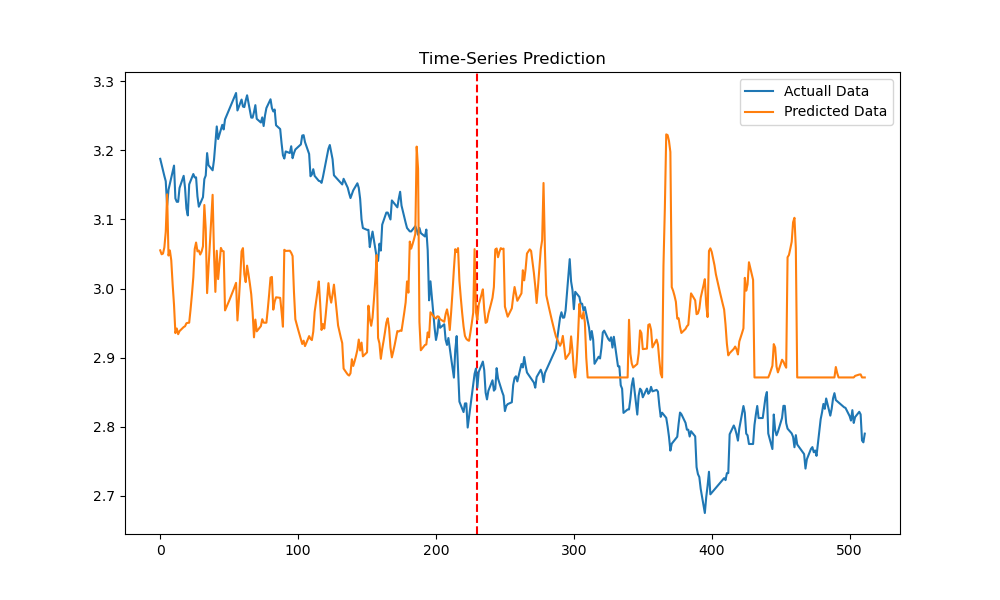 Time-Series Prediction
Actuall Data
Predicted Data
3.3
3.2
3.1
3.0
2.9
2.8
2.7
0 100 200 300 400 500